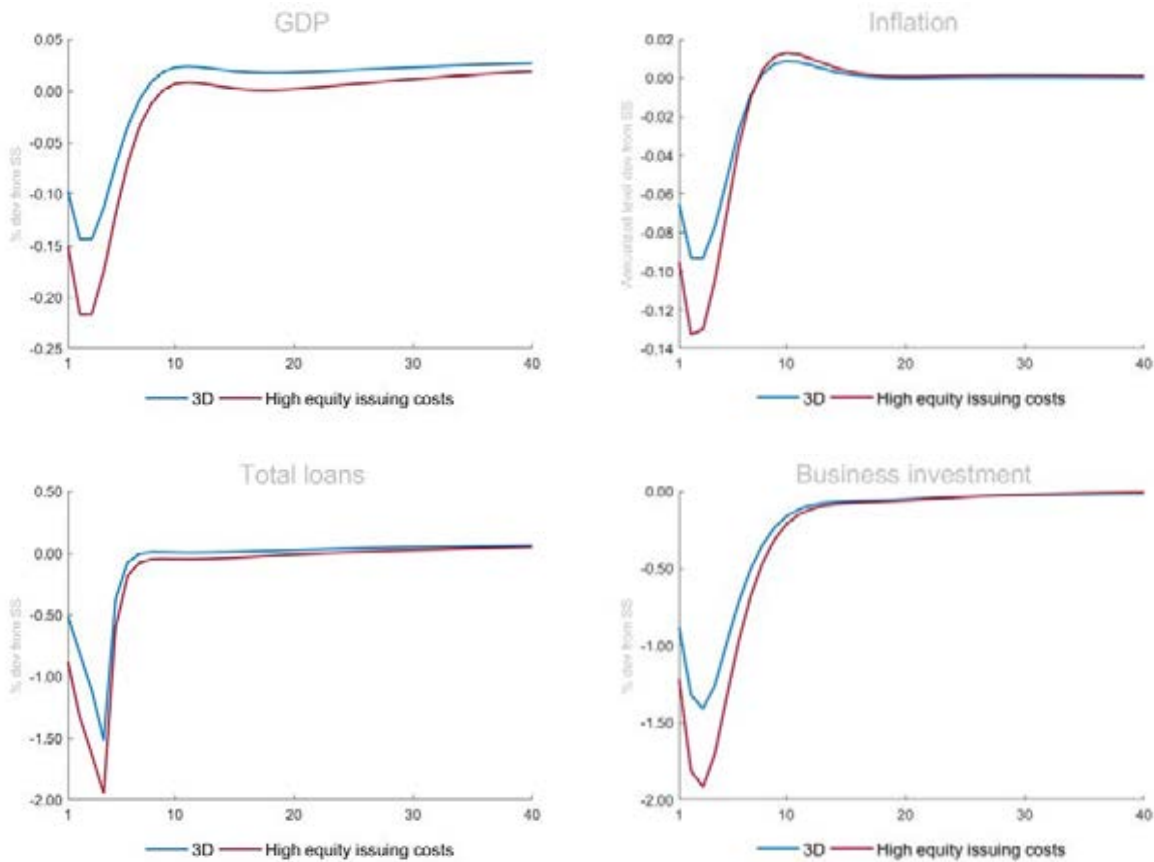 GDP
0.05
0.00
-0.05
-0.10
-0.15
-0.20
-0.25
% dev from SS
1 10 20 30 40
3D High equity issuing costs
Inflation
0.02
0.00
-0.02
-0.04
-0.06
-0.08
-0.10
-0.12
-0.14
Annualized level dev from SS
1 10 20 30 40
3D High equity issuing costs
Total loans
0.50
0.00
-0.50
-1.00
-1.50
-2.00
% dev from SS
1 10 20 30 40
3D High equity issuing costs
Business investment
0.00
-0.50
-1.00
-1.50
-2.00
% dev from SS
1 10 20 30 40
3D High equity issuing costs